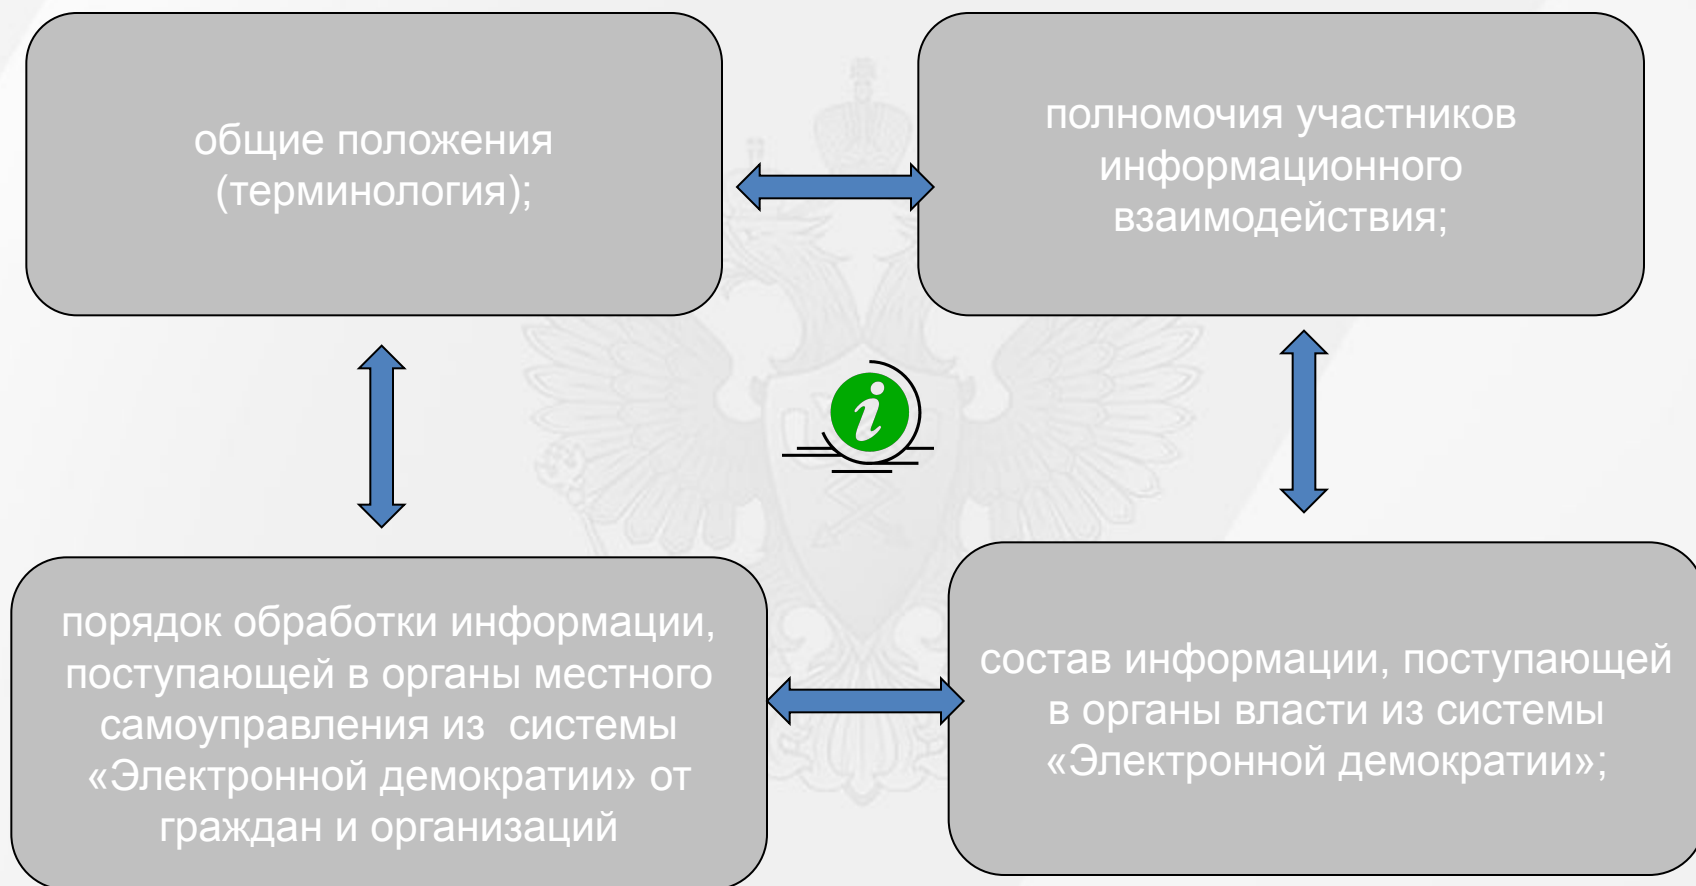 общие положения
(терминология);
полномочия участников
информационного
взаимодействия;
порядок обработки информации,
поступающей в органы местного
самоуправления из системы
«Электронной демократии» от
граждан и организаций
состав информации, поступающей
в органы власти из системы
«Электронной демократии»;
i